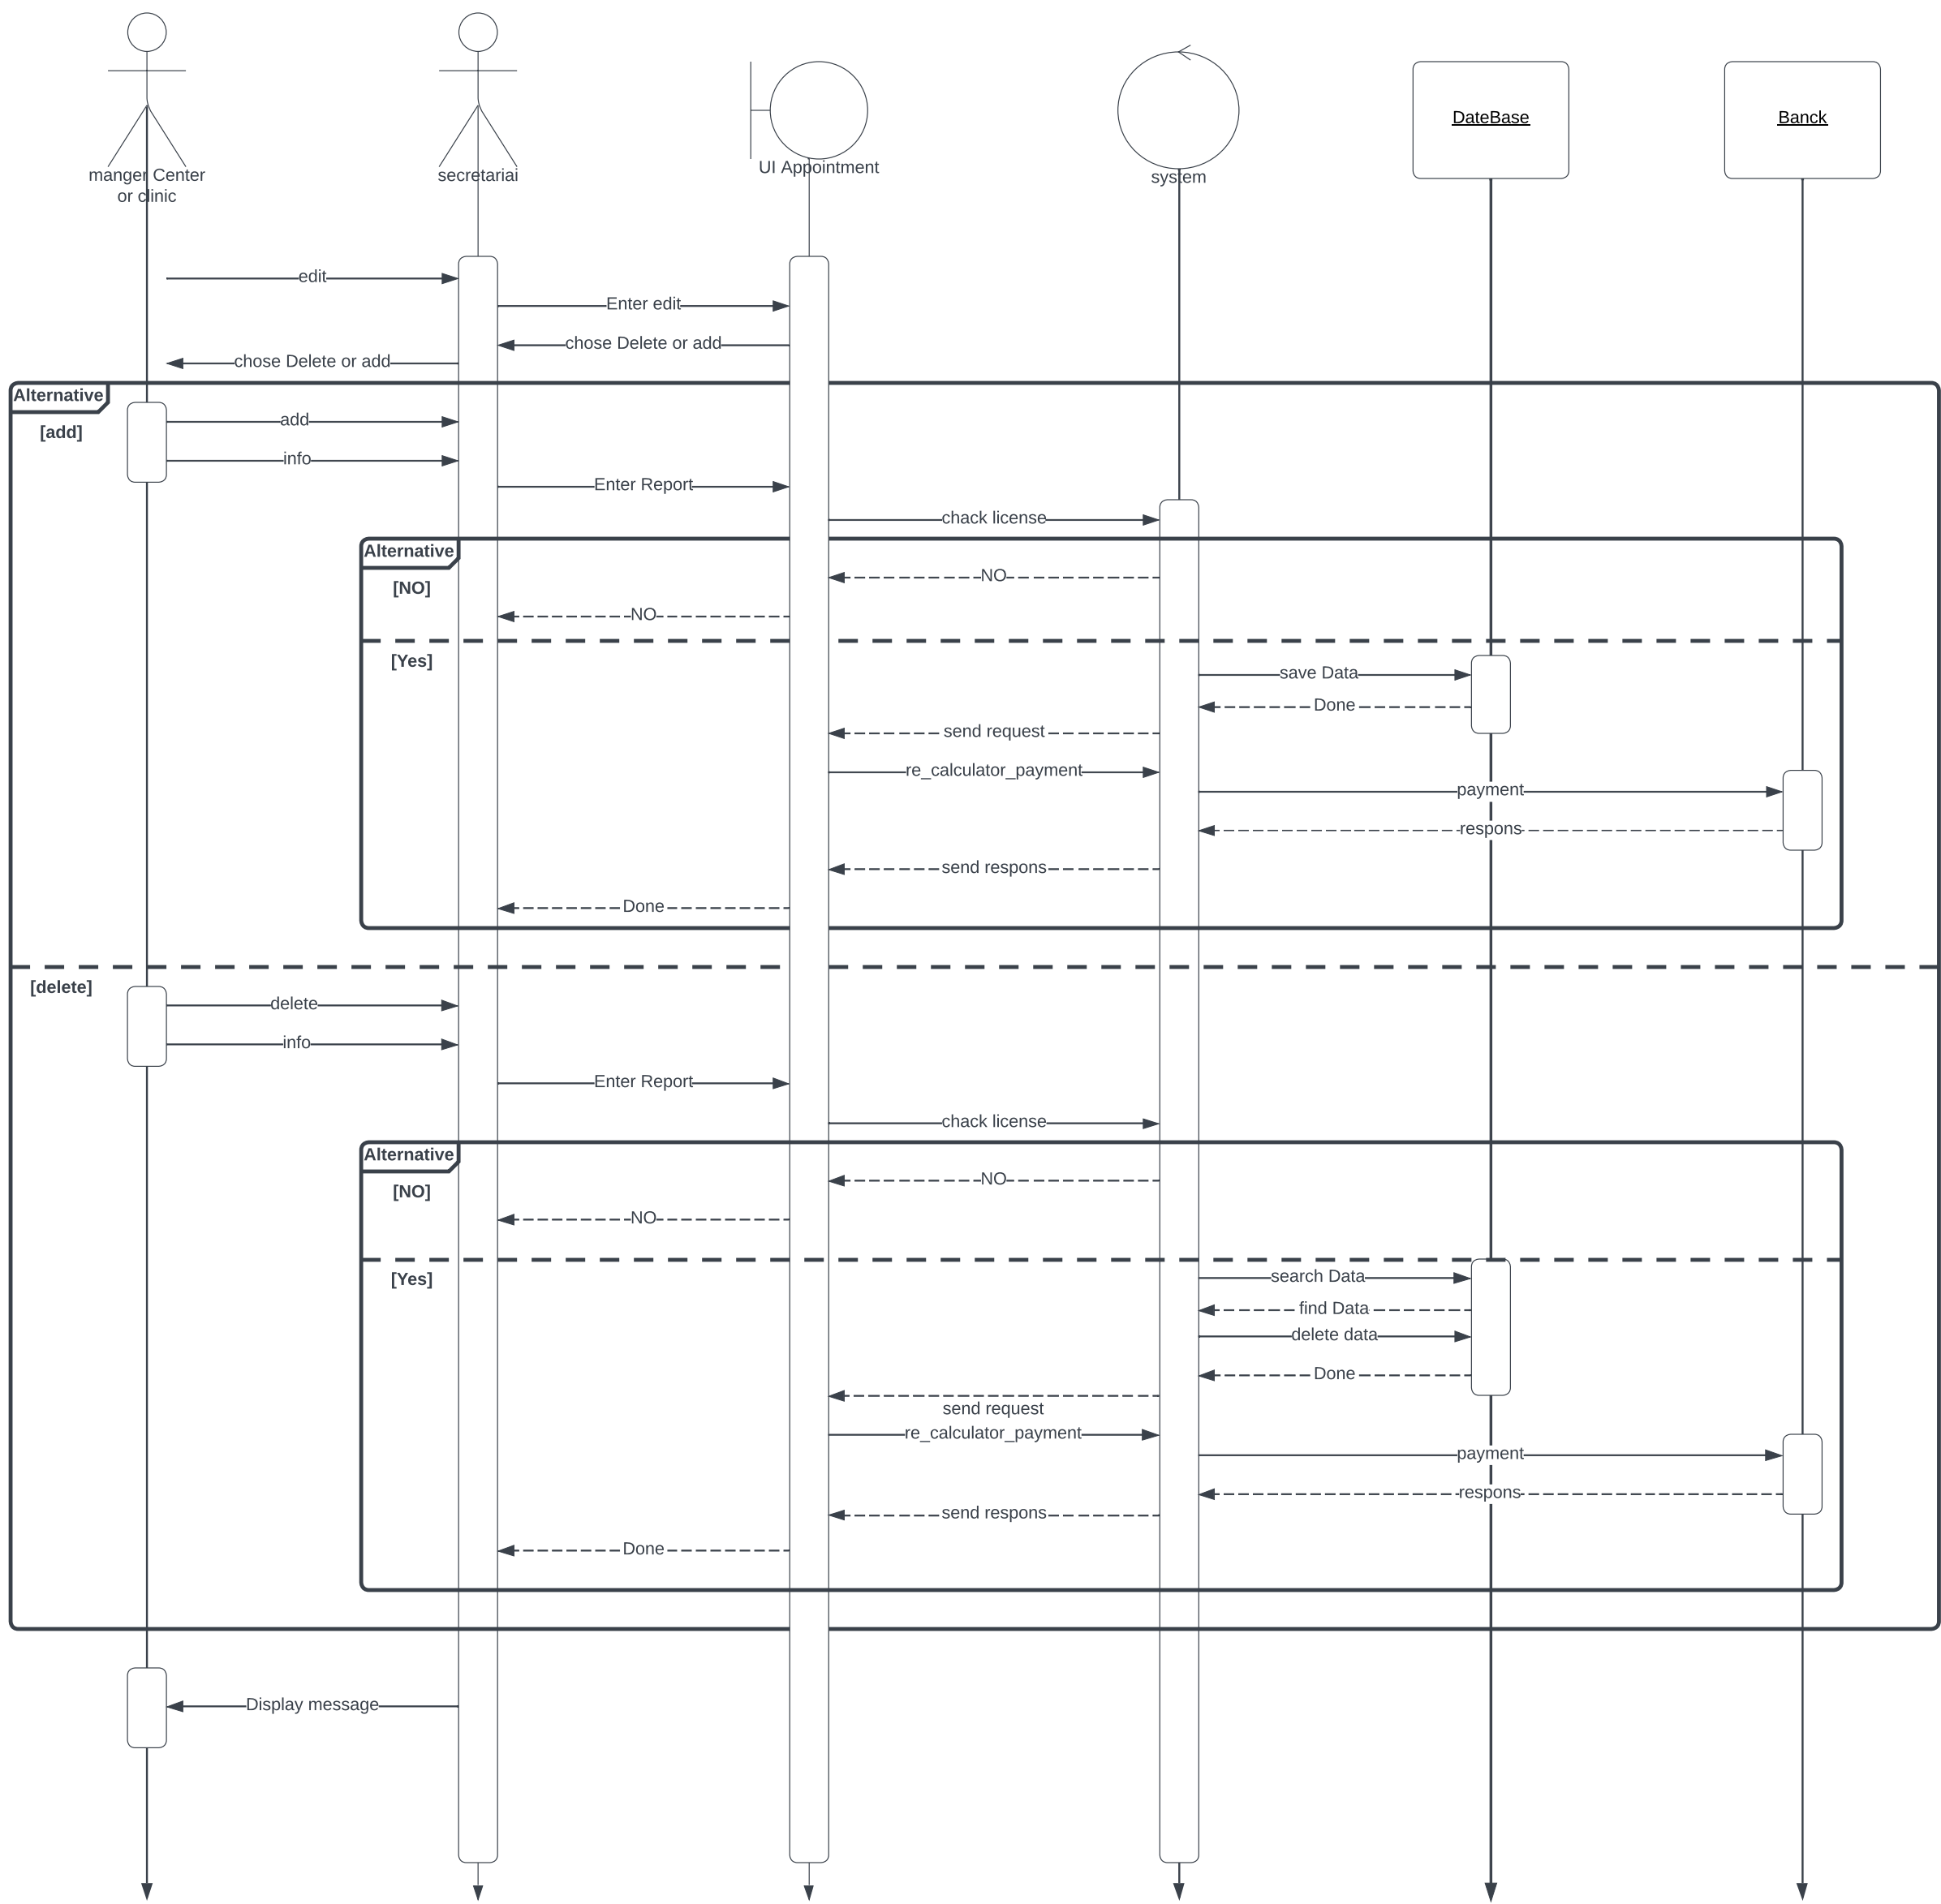 DateBase
Banck
UI Appointment
manger Center
or clinic
secretariai
system
edit
Enter edit
chose Delete or add
chose Delete or add
Alternative
[add]
add
info
Enter Report
chack license
Alternative
[NO]
NO
NO
[Yes]
save Data
Done
send request
re_calculator_payment
payment
respons
send respons
Done
[delete]
delete
info
Enter Report
chack license
Alternative
[NO]
NO
NO
[Yes]
search Data
find Data
delete data
Done
send request
re_calculator_payment
payment
respons
send respons
Done
Display message